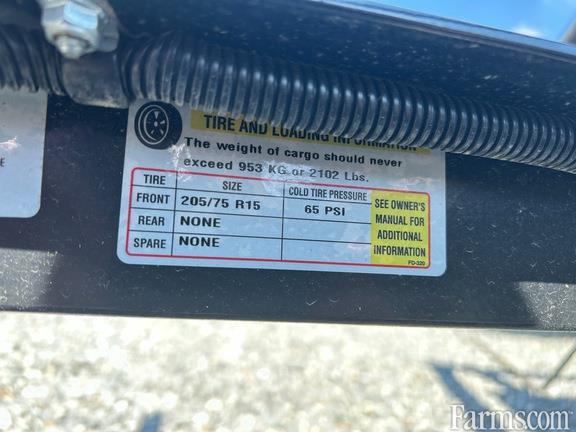 TIRE AND LOADING INFORMATION
The weight of cargo should never
exceed 953 KG or 2102 Lbs.
TIRE SIZE COLD TIRE PRESSURE
FRONT 205/75 R15 65 PSI
REAR NONE
SPARE NONE
SEE OWNER'S
MANUAL FOR
ADDITIONAL
INFORMATION
FD-320
E
Farms.com